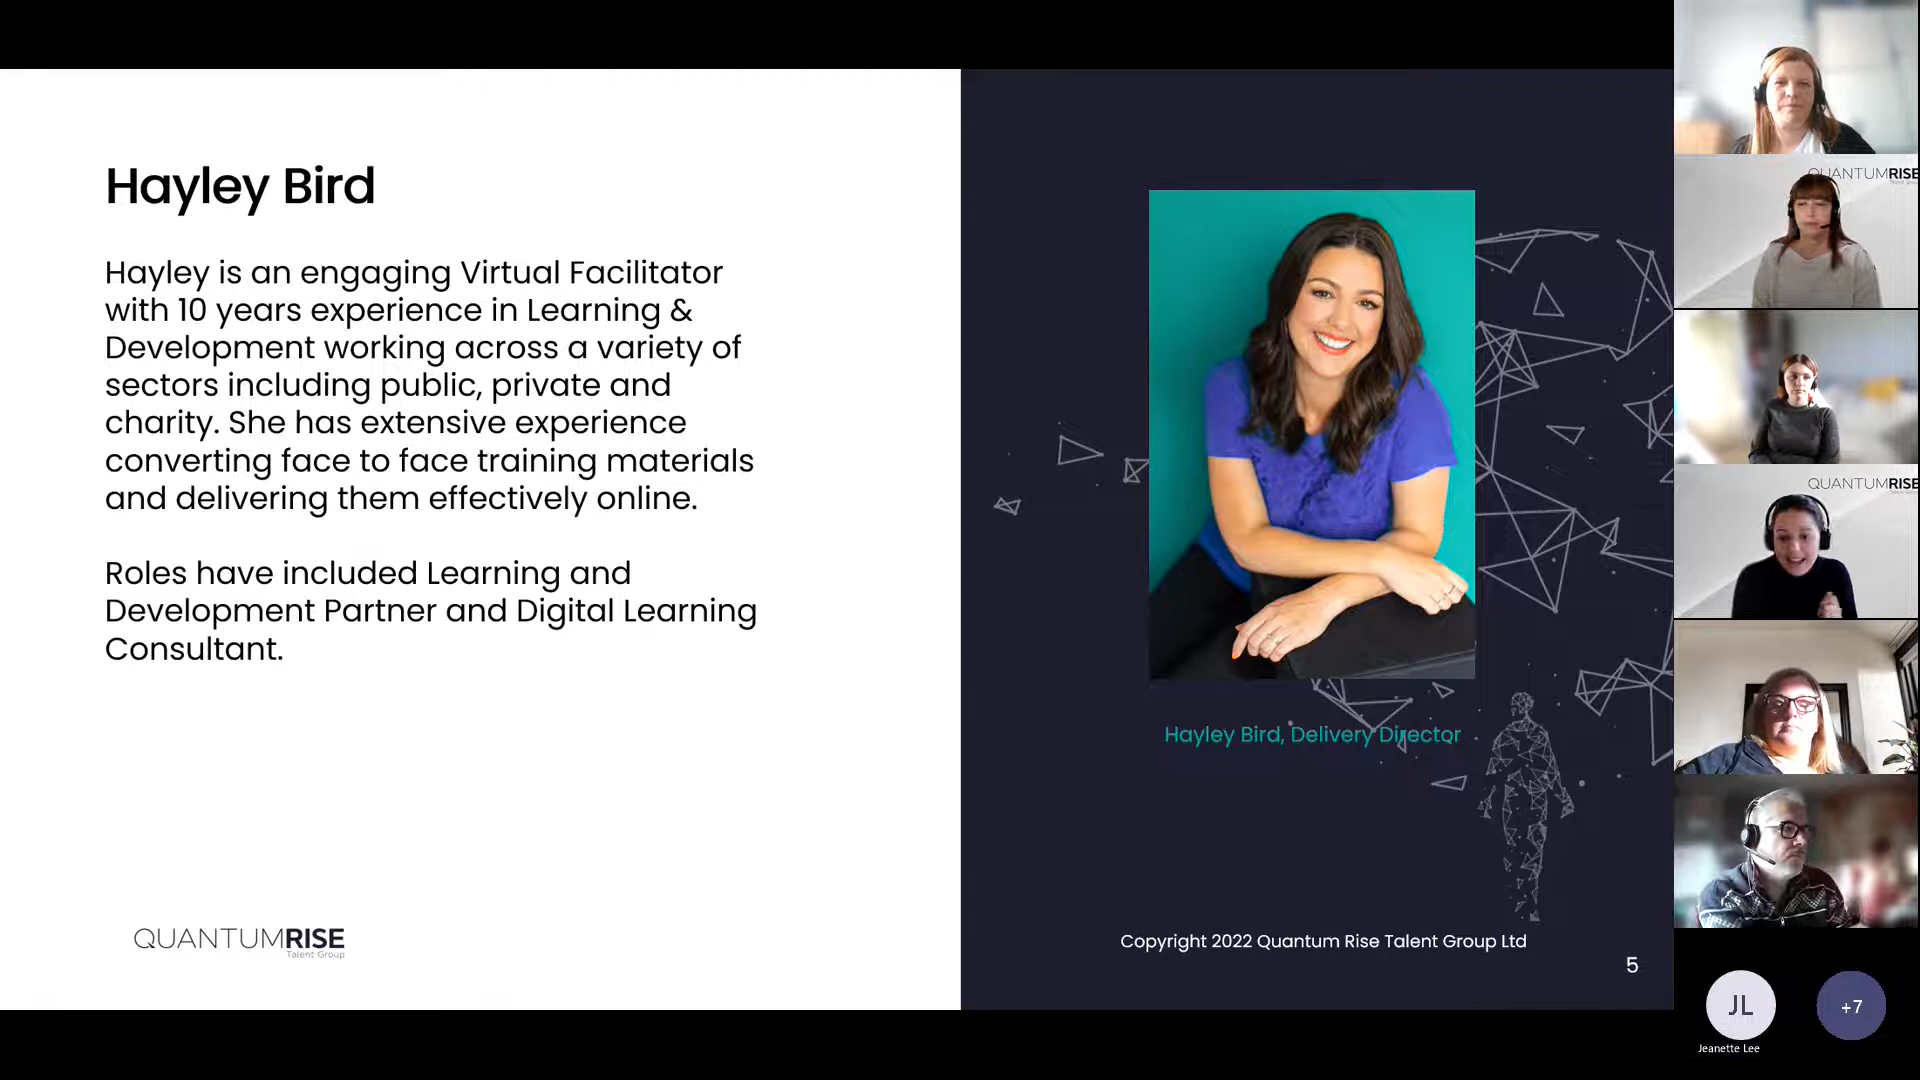 Hayley Bird
Hayley is an engaging Virtual Facilitator
with 10 years experience in Learning &
Development working across a variety of
sectors including public, private and
charity. She has extensive experience
converting face to face training materials
and delivering them effectively online.
Roles have included Learning and
Development Partner and Digital Learning
Consultant.
QUANTUMRISE
Talent Group
Hayley Bird, Delivery Director
Copyright 2022 Quantum Rise Talent Group Ltd
5
QUANTUMRISE
QUANTUMRISE
JL
+7
Jeanette Lee